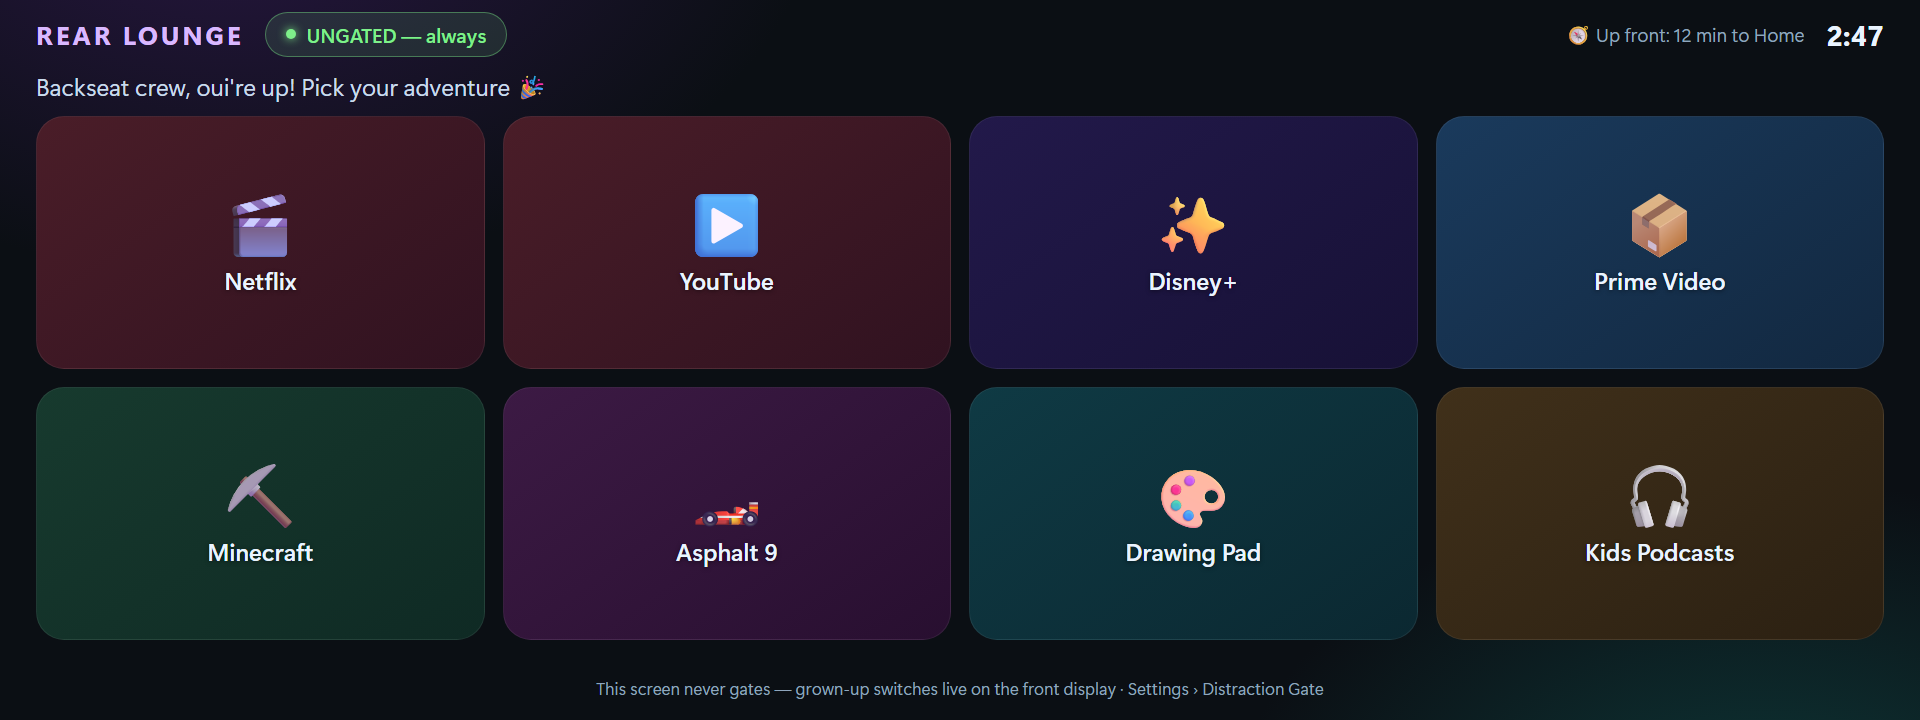 REAR LOUNGE
UNGATED — always
Up front: 12 min to Home
2:47
Backseat crew, oui're up! Pick your adventure 🎉
Netflix
YouTube
Disney+
Prime Video
Minecraft
Asphalt 9
Drawing Pad
Kids Podcasts
This screen never gates — grown-up switches live on the front display · Settings › Distraction Gate